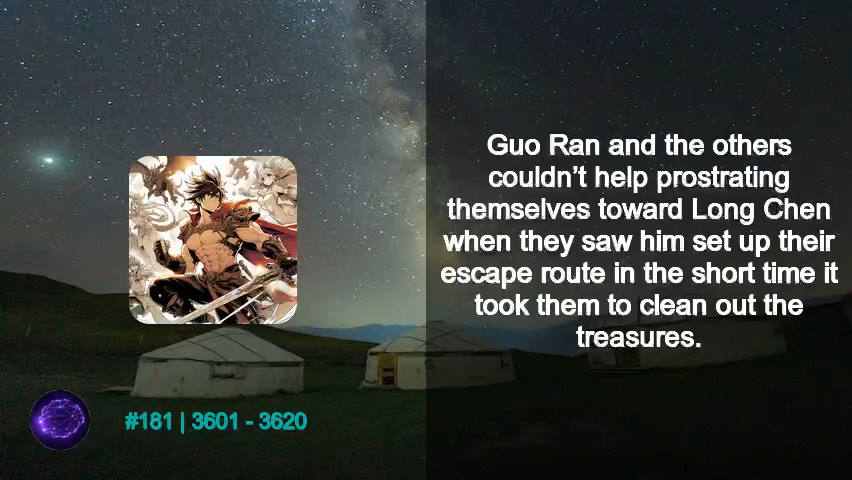 Guo Ran and the others
couldn’t help prostrating
themselves toward Long Chen
when they saw him set up their
escape route in the short time it
took them to clean out the
treasures.
#181 | 3601 - 3620